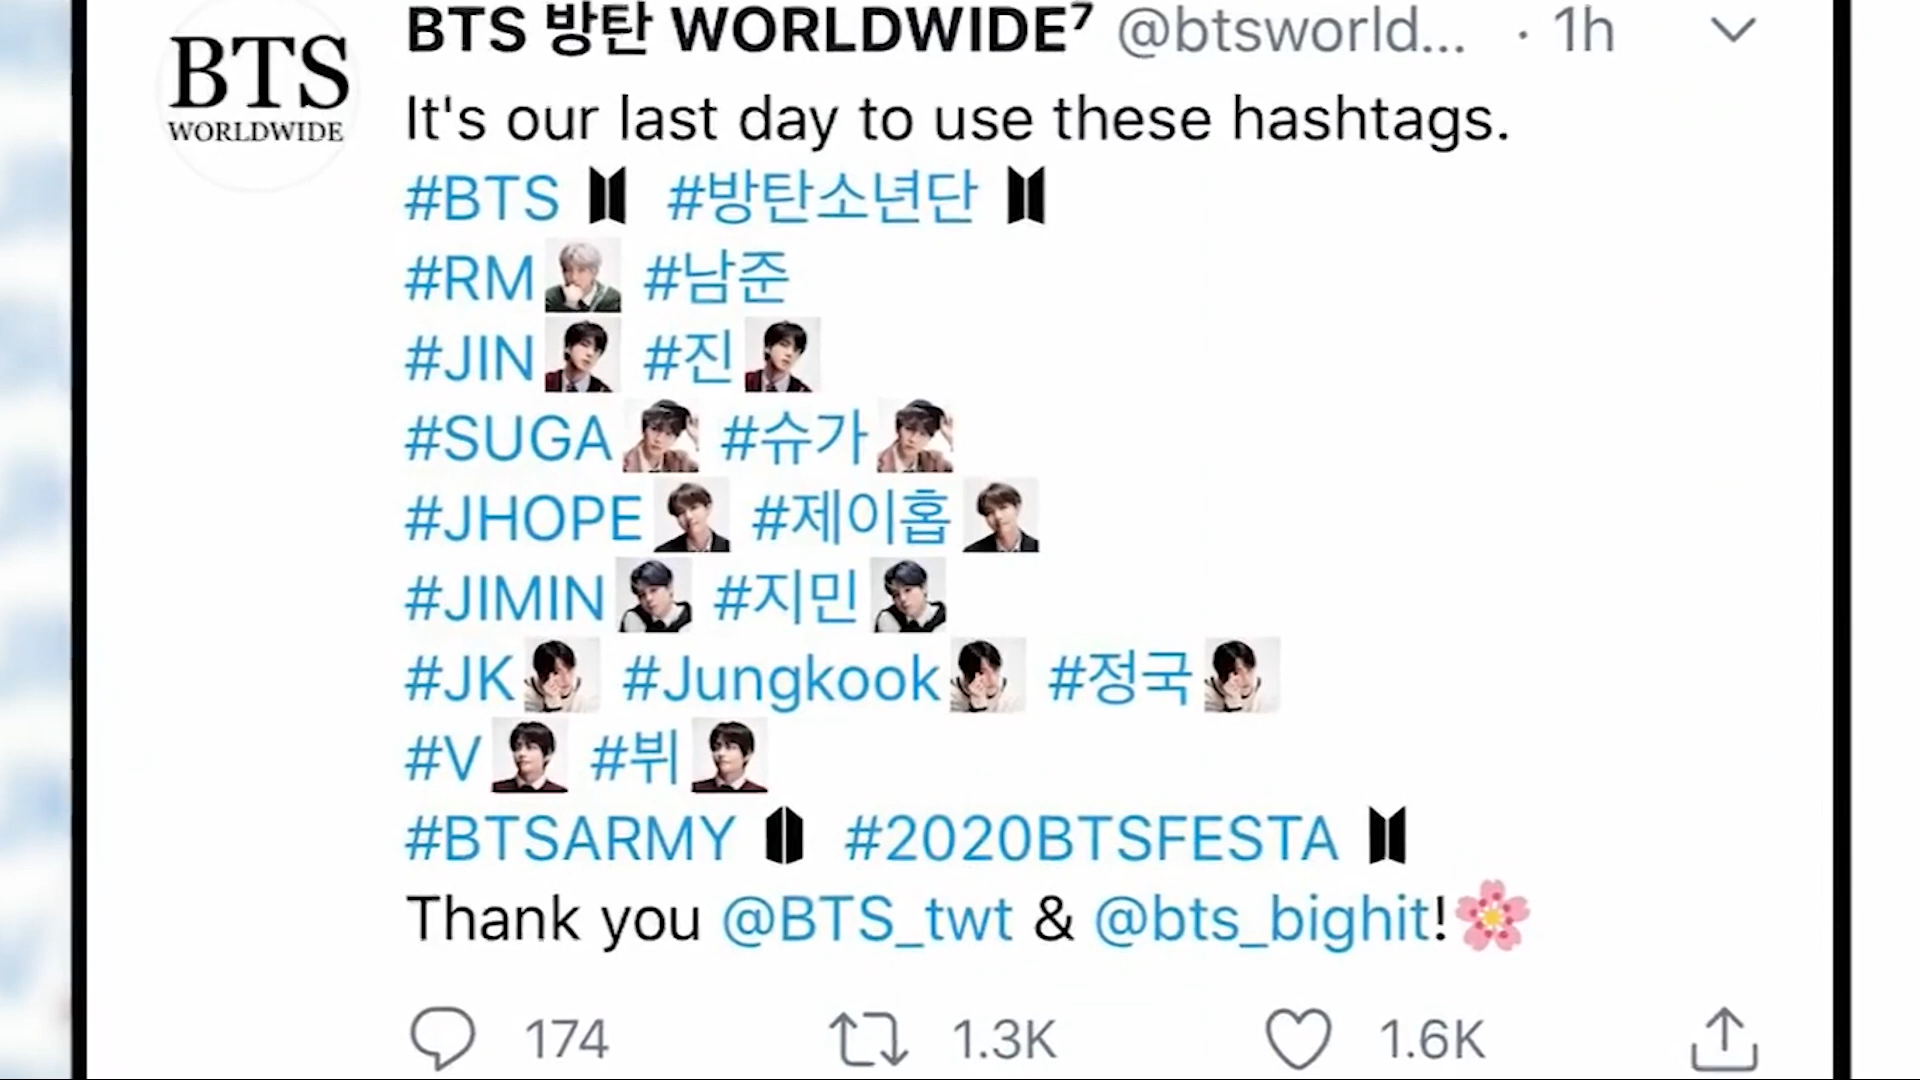 BTS
WORLDWIDE
BTS 방탄 WORLDWIDE⁷ @btsworld... · 1h
It's our last day to use these hashtags.
#BTS #방탄소년단
#RM #남준
#JIN #진
#SUGA #슈가
#JHOPE #제이홉
#JIMIN #지민
#JK #Jungkook #정국
#V #뷔
#BTSARMY #2020BTSFESTA
Thank you @BTS_twt & @bts_bighit!🌸
174 1.3K 1.6K